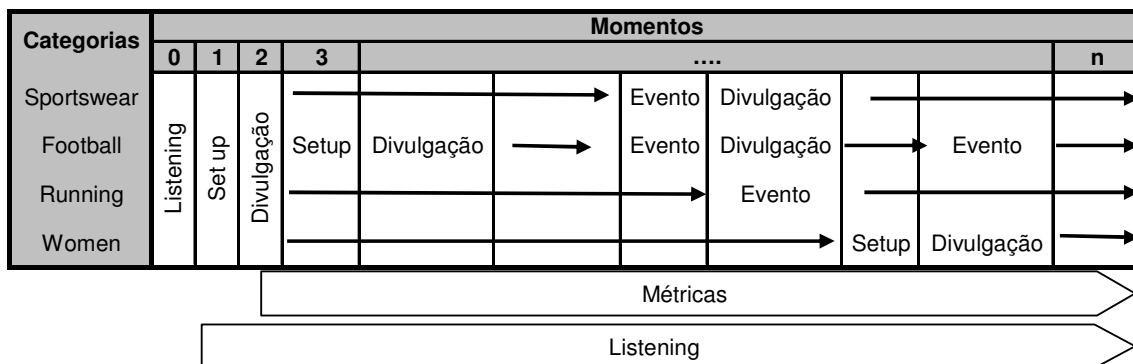 Categorias Momentos
0 1 2 3 .... n
Listening
Set up
Divulgação
Sportswear Evento Divulgação
Football Setup Divulgação Evento Divulgação Evento
Running Evento
Women Setup Divulgação
Métricas
Listening